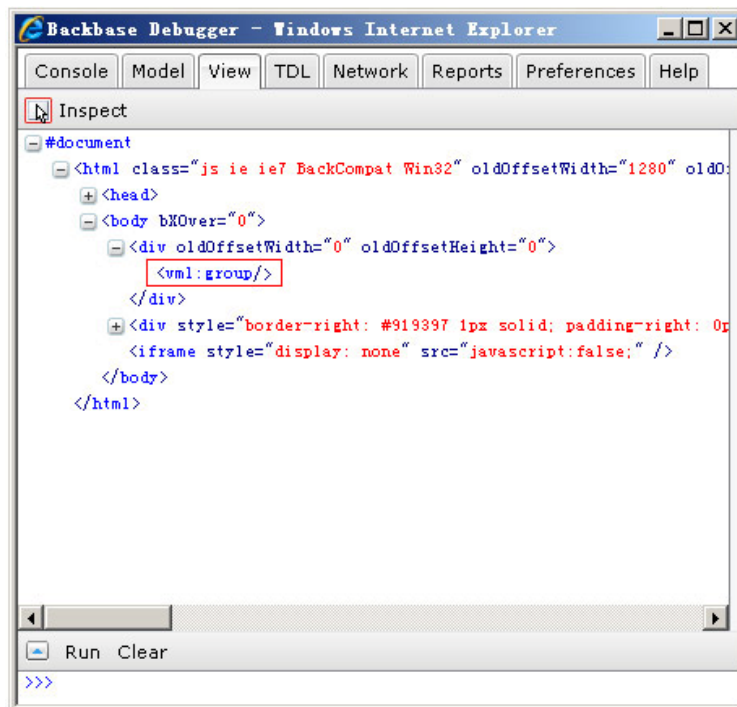 Backbase Debugger - Windows Internet Explorer
Console Model View TDL Network Reports Preferences Help
Inspect
#document
<html class="js ie ie7 BackCompat Win32" oldOffsetWidth="1280" oldO
<head>
<body bXOver="0">
<div oldOffsetWidth="0" oldOffsetHeight="0">
<vml:group/>
</div>
<div style="border-right: #919397 1px solid; padding-right: 0p
<iframe style="display: none" src="javascript:false;" />
</body>
</html>
Run Clear
>>>